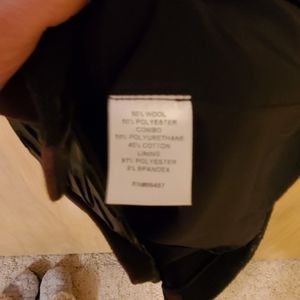 50% WOOL
50% POLYESTER
COMBO
55% POLYURETHANE
45% COTTON
LINING
97% POLYESTER
3% SPANDEX